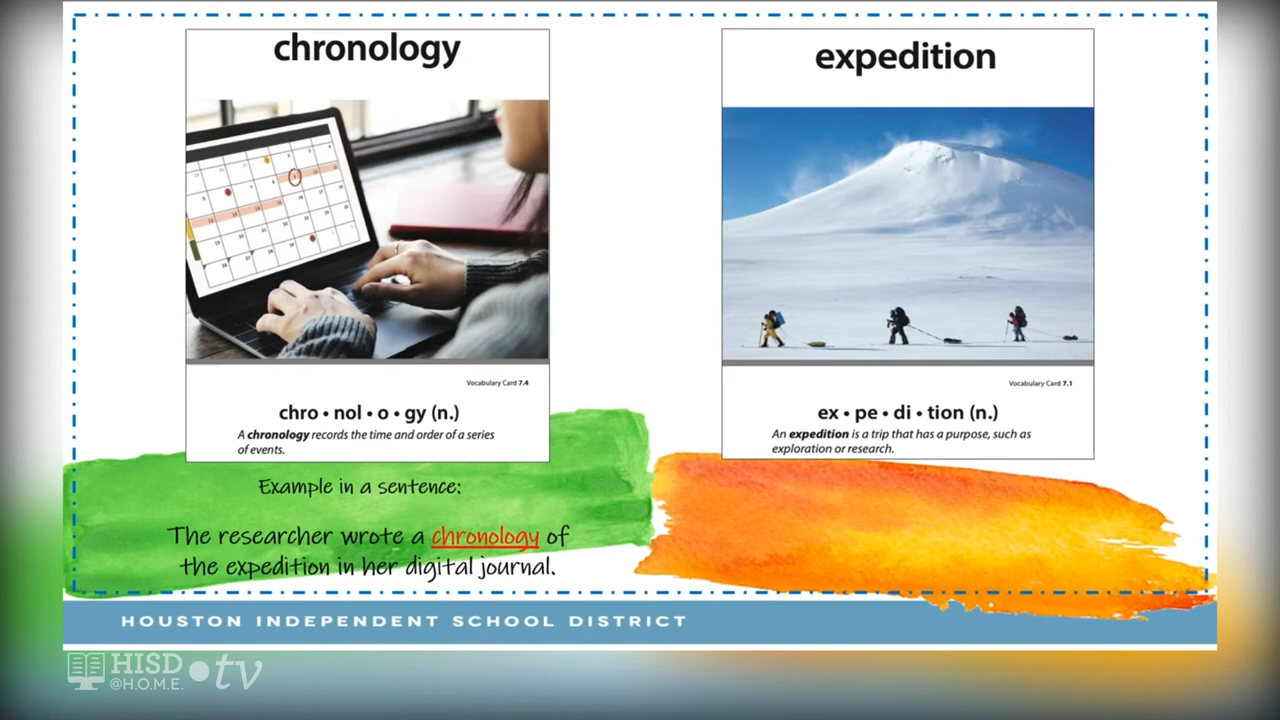 chronology
Vocabulary Card 7.4
chro • nol • o • gy (n.)
A chronology records the time and order of a series
of events.
Example in a sentence:
The researcher wrote a chronology of
the expedition in her digital journal.
expedition
Vocabulary Card 7.1
ex • pe • di • tion (n.)
An expedition is a trip that has a purpose, such as
exploration or research.
HOUSTON INDEPENDENT SCHOOL DISTRICT
HISD
@H.O.M.E.
tv